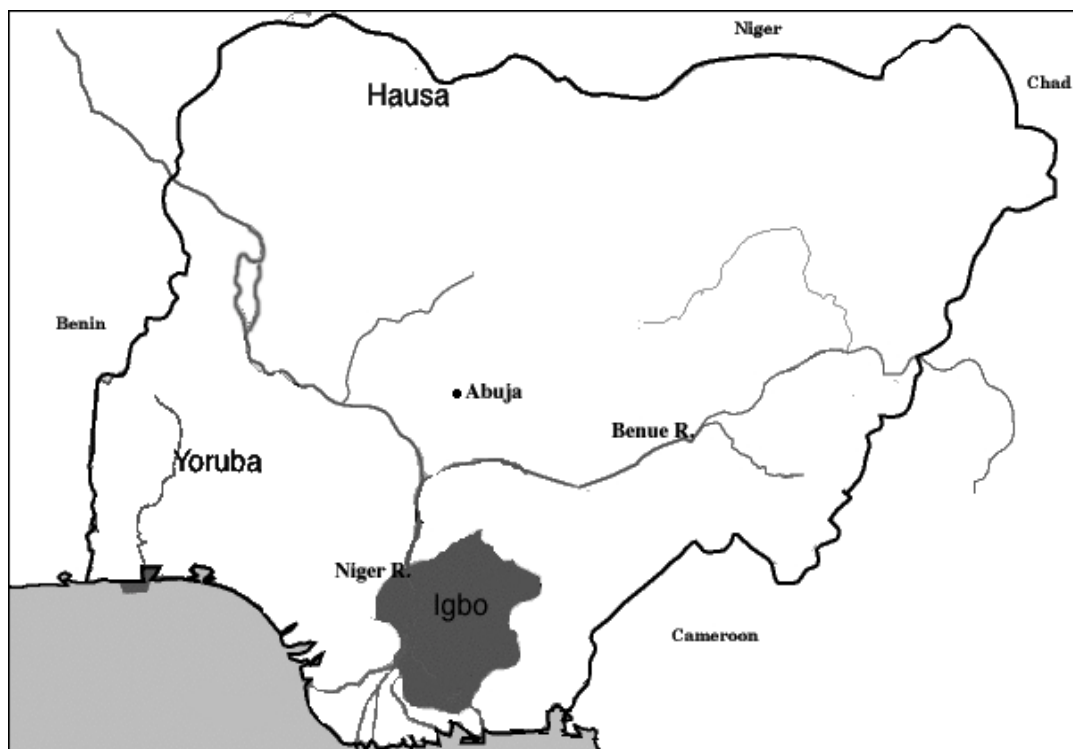 Niger
Chad
Hausa
Benin
Abuja
Benue R.
Yoruba
Niger R.
Igbo
Cameroon